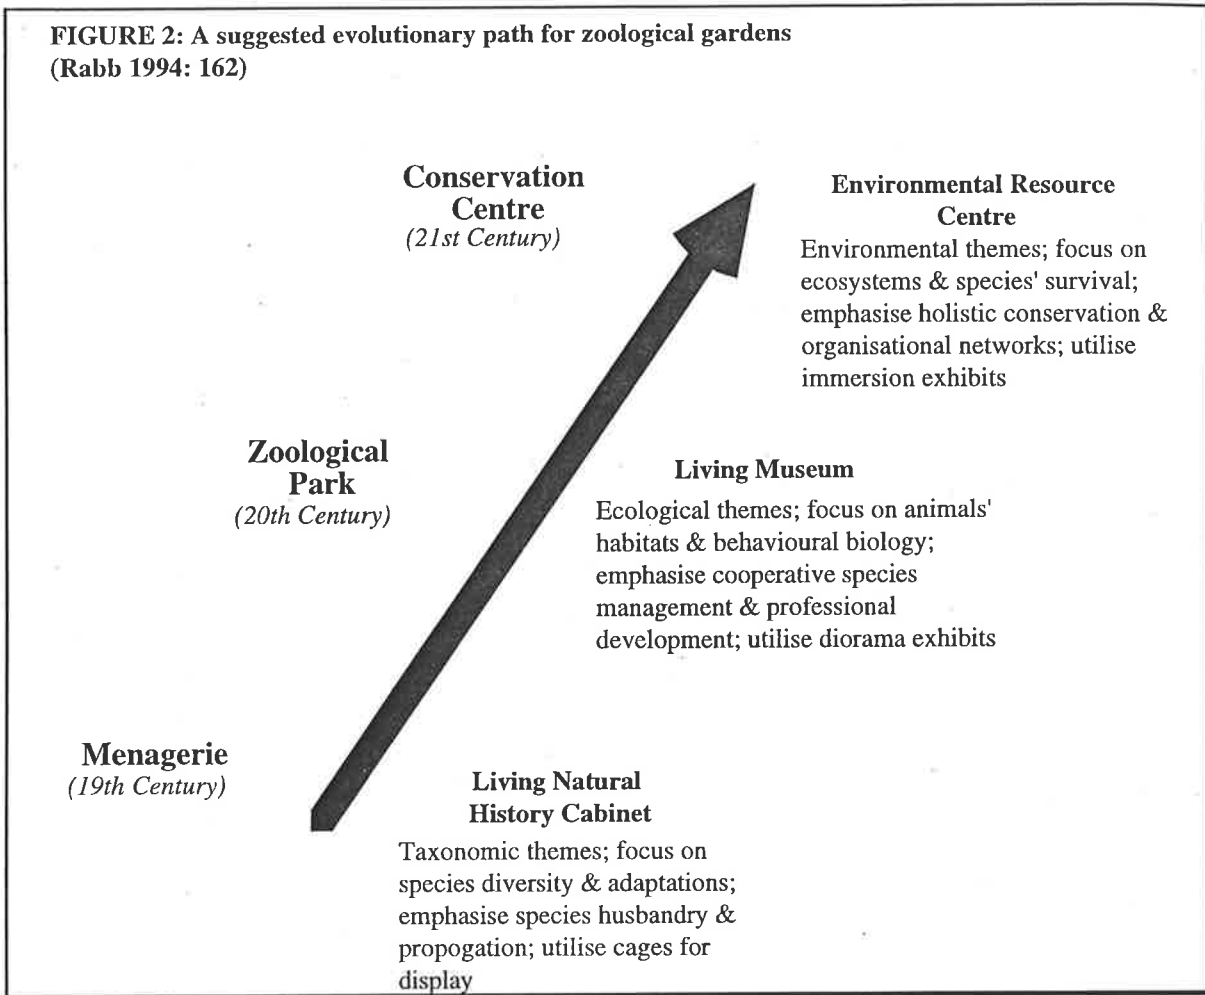 FIGURE 2: A suggested evolutionary path for zoological gardens
(Rabb 1994: 162)
Conservation
Centre
(21st Century)
Environmental Resource
Centre
Environmental themes; focus on
ecosystems & species' survival;
emphasise holistic conservation &
organisational networks; utilise
immersion exhibits
Zoological
Park
(20th Century)
Living Museum
Ecological themes; focus on animals'
habitats & behavioural biology;
emphasise cooperative species
management & professional
development; utilise diorama exhibits
Menagerie
(19th Century)
Living Natural
History Cabinet
Taxonomic themes; focus on
species diversity & adaptations;
emphasise species husbandry &
propogation; utilise cages for
display